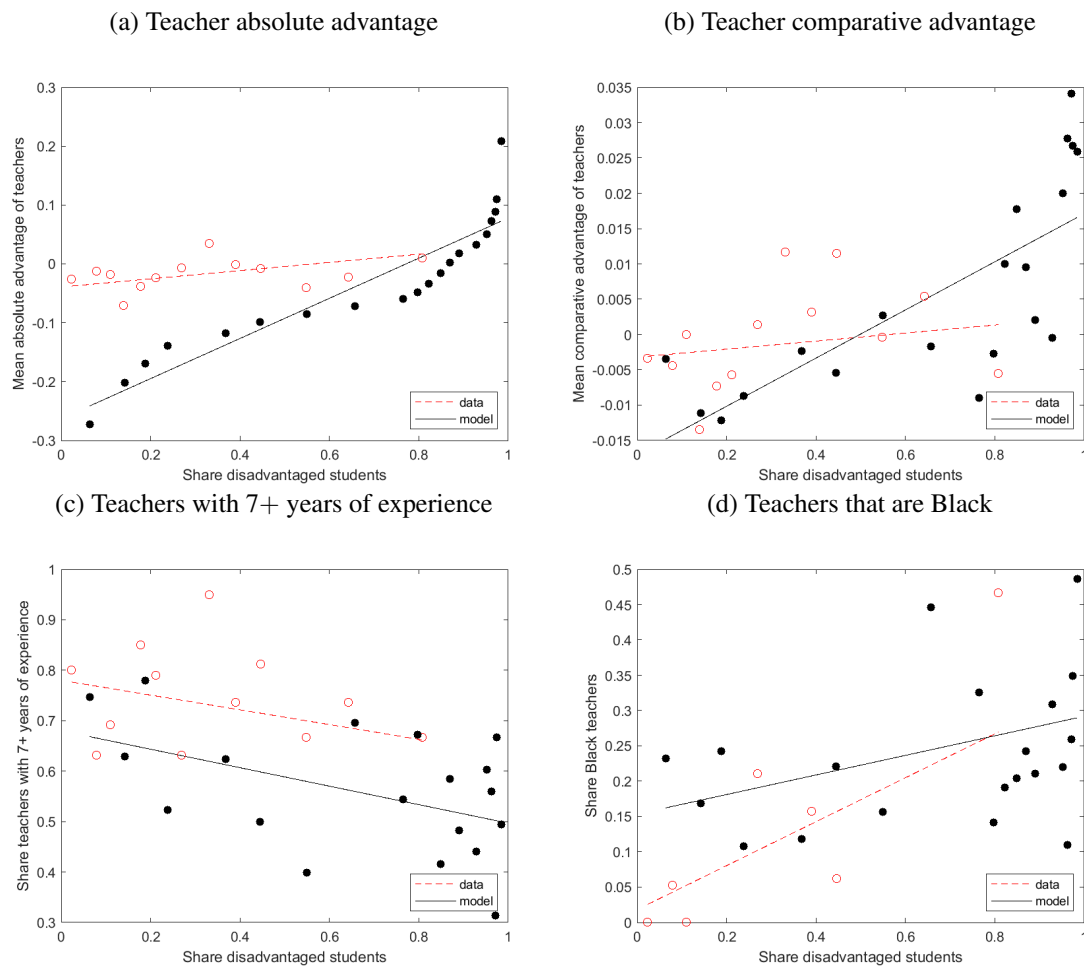 (a) Teacher absolute advantage
(b) Teacher comparative advantage
Mean absolute advantage of teachers
0.3
0.2
0.1
0
-0.1
-0.2
-0.3
0 0.2 0.4 0.6 0.8 1
Share disadvantaged students
data
model
Mean comparative advantage of teachers
0.035
0.03
0.025
0.02
0.015
0.01
0.005
0
-0.005
-0.01
-0.015
0 0.2 0.4 0.6 0.8 1
Share disadvantaged students
data
model
(c) Teachers with 7+ years of experience
(d) Teachers that are Black
Share teachers with 7+ years of experience
1
0.9
0.8
0.7
0.6
0.5
0.4
0.3
0 0.2 0.4 0.6 0.8 1
Share disadvantaged students
data
model
Share Black teachers
0.5
0.45
0.4
0.35
0.3
0.25
0.2
0.15
0.1
0.05
0
0 0.2 0.4 0.6 0.8 1
Share disadvantaged students
data
model